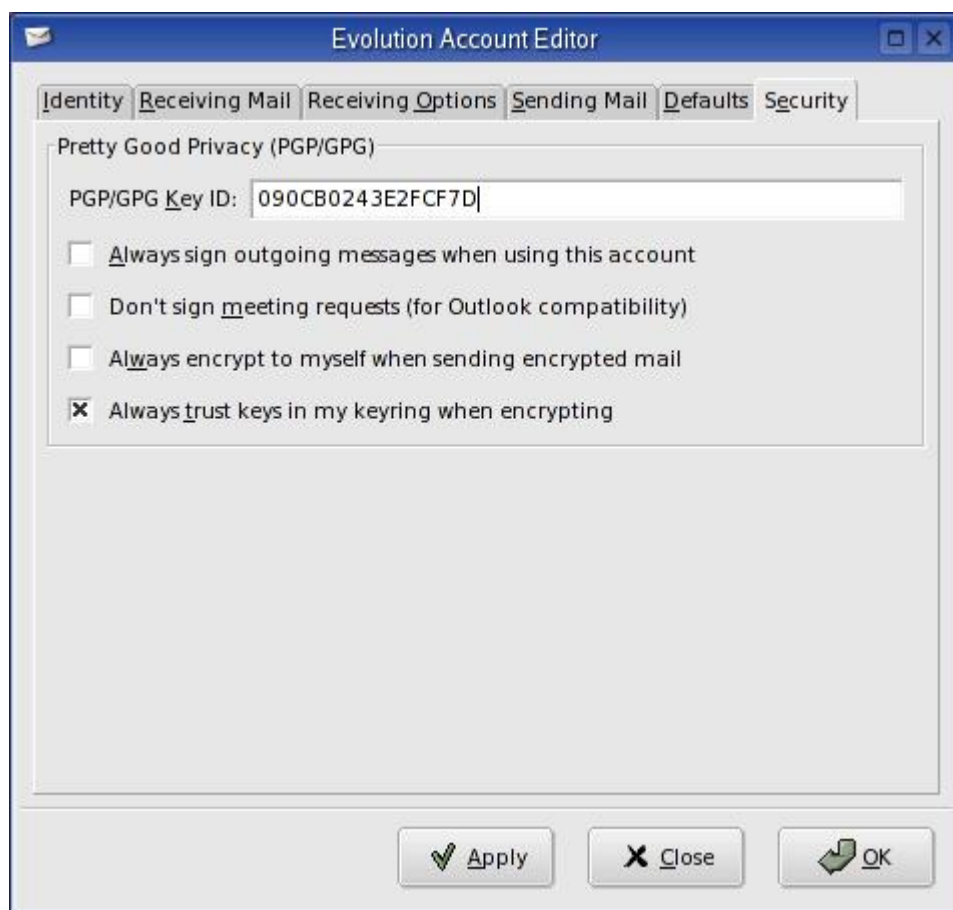 Evolution Account Editor
Identity Receiving Mail Receiving Options Sending Mail Defaults Security
Pretty Good Privacy (PGP/GPG)
PGP/GPG Key ID: 090CB0243E2FCF7D
Always sign outgoing messages when using this account
Don't sign meeting requests (for Outlook compatibility)
Always encrypt to myself when sending encrypted mail
Always trust keys in my keyring when encrypting
Apply Close OK